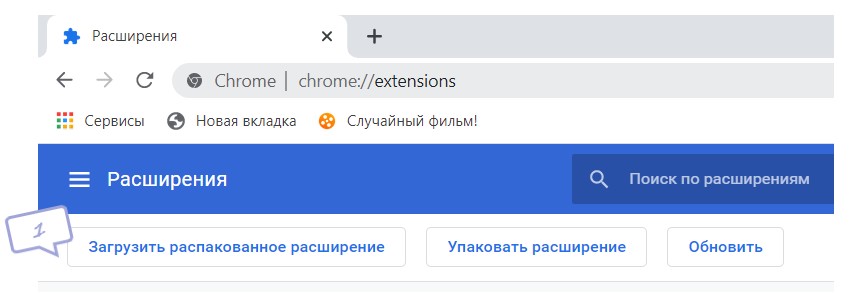 Расширения
Chrome | chrome://extensions
Сервисы Новая вкладка Случайный фильм!
Расширения Поиск по расширениям
1
Загрузить распакованное расширение Упаковать расширение Обновить